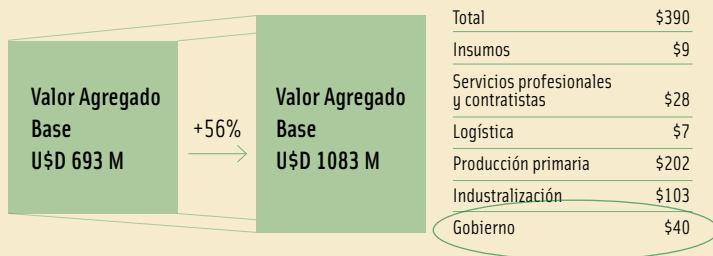 Valor Agregado
Base
U$D 693 M
+56%
Valor Agregado
Base
U$D 1083 M
Total $390
Insumos $9
Servicios profesionales
y contratistas $28
Logística $7
Producción primaria $202
Industralización $103
Gobierno $40